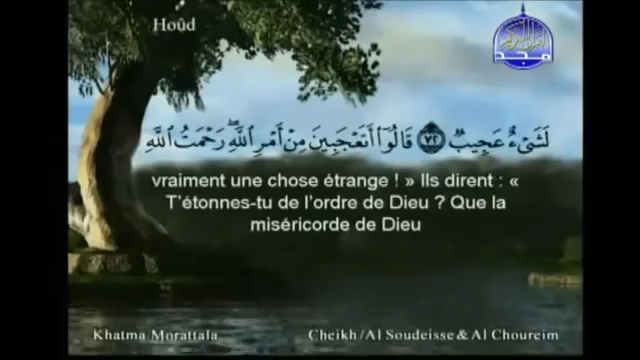 Hoûd
المجد
لَشَىْءٌ عَجِيبٌ ﴿٧٢﴾ قَالُوٓا۟ أَتَعْجَبِينَ مِنْ أَمْرِ ٱللَّهِ ۖ رَحْمَتُ ٱللَّهِ
vraiment une chose étrange ! » Ils dirent : «
T’étonnes-tu de l’ordre de Dieu ? Que la
miséricorde de Dieu
Khatma Morattala
Cheikh/Al Soudeisse & Al Choureim